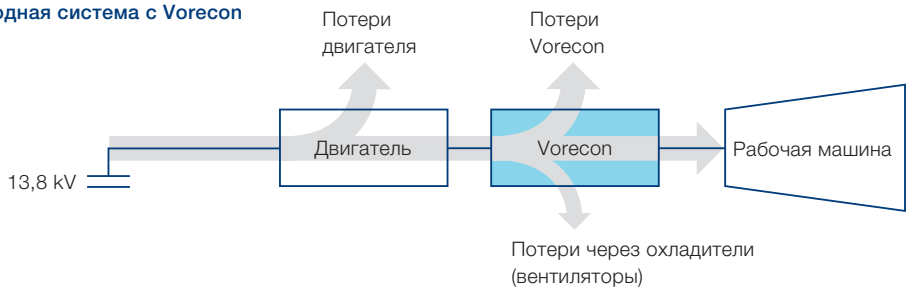 одная система с Vorecon
Потери
двигателя
Потери
Vorecon
Двигатель
Vorecon
Рабочая машина
13,8 kV
Потери через охладители
(вентиляторы)